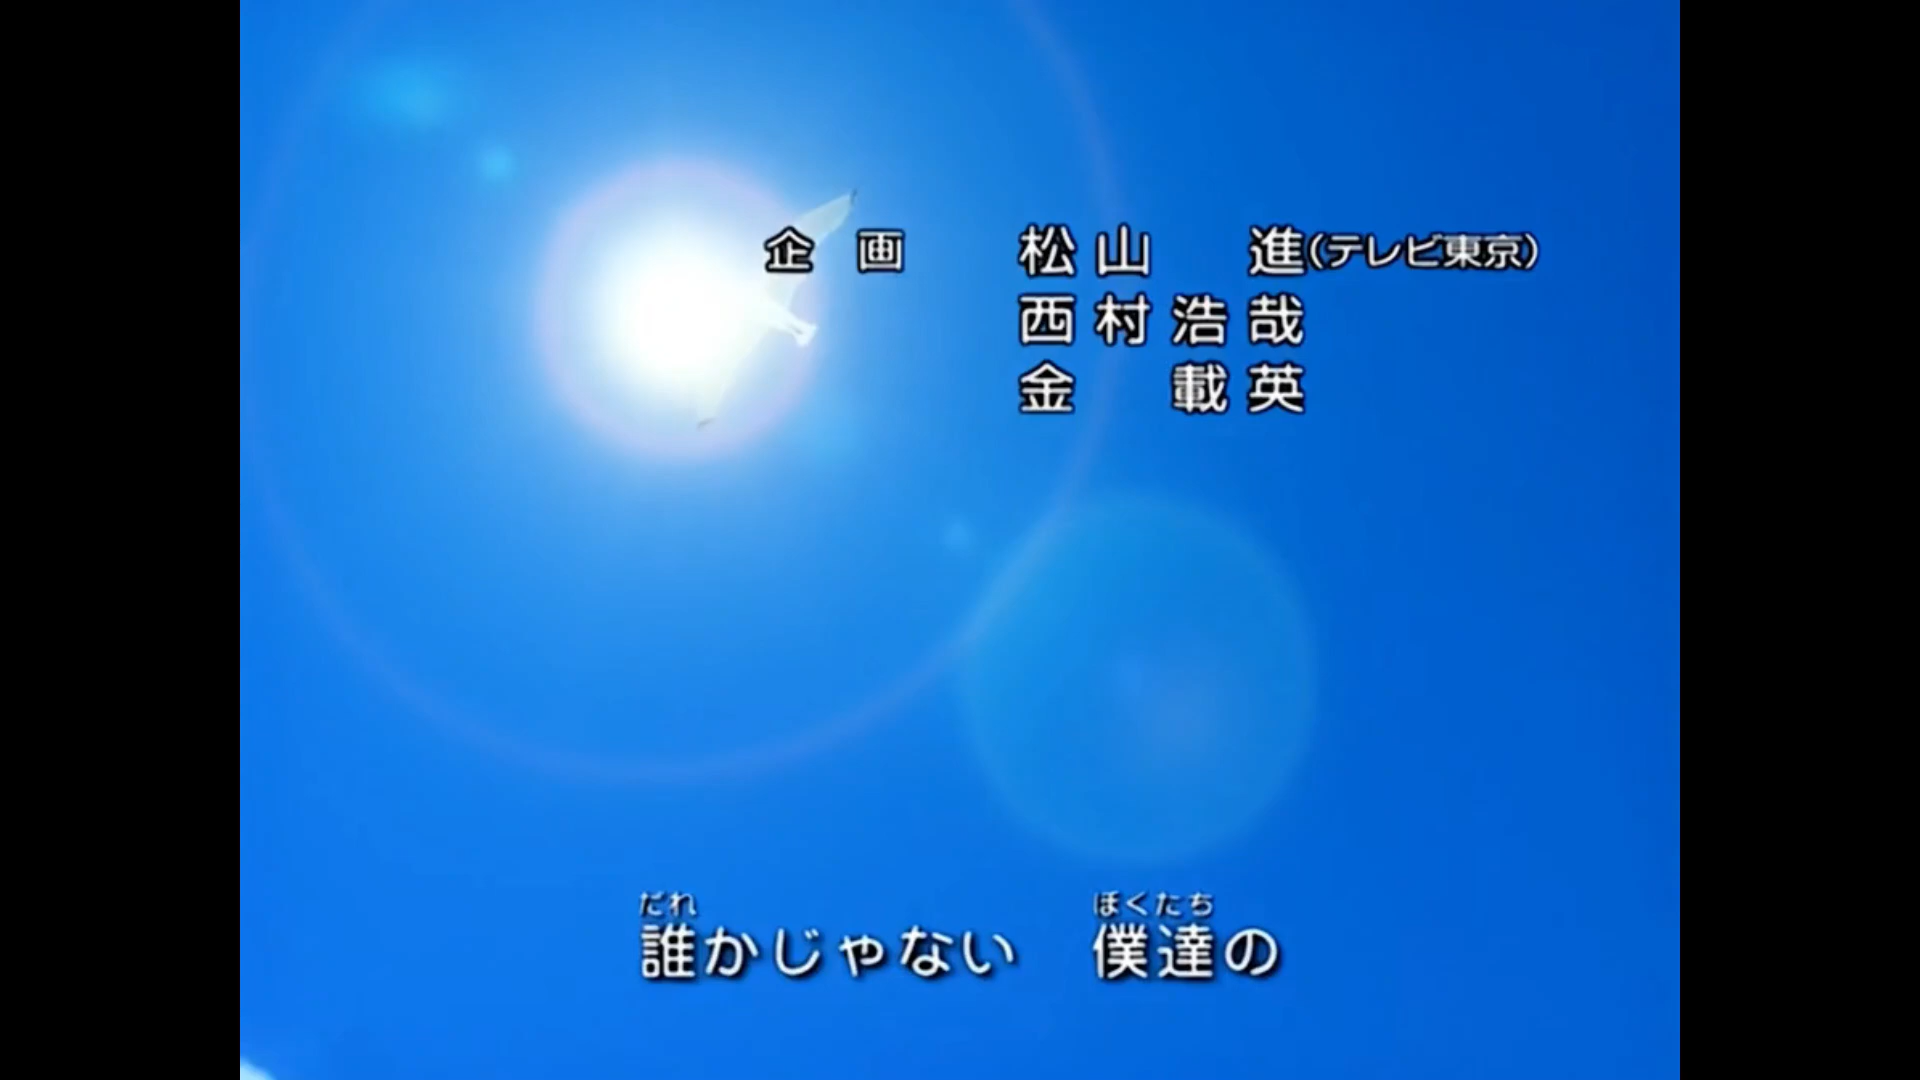 企画 松山 進(テレビ東京)
西村浩哉
金 載英
だれ ぼくたち
誰かじゃない 僕達の